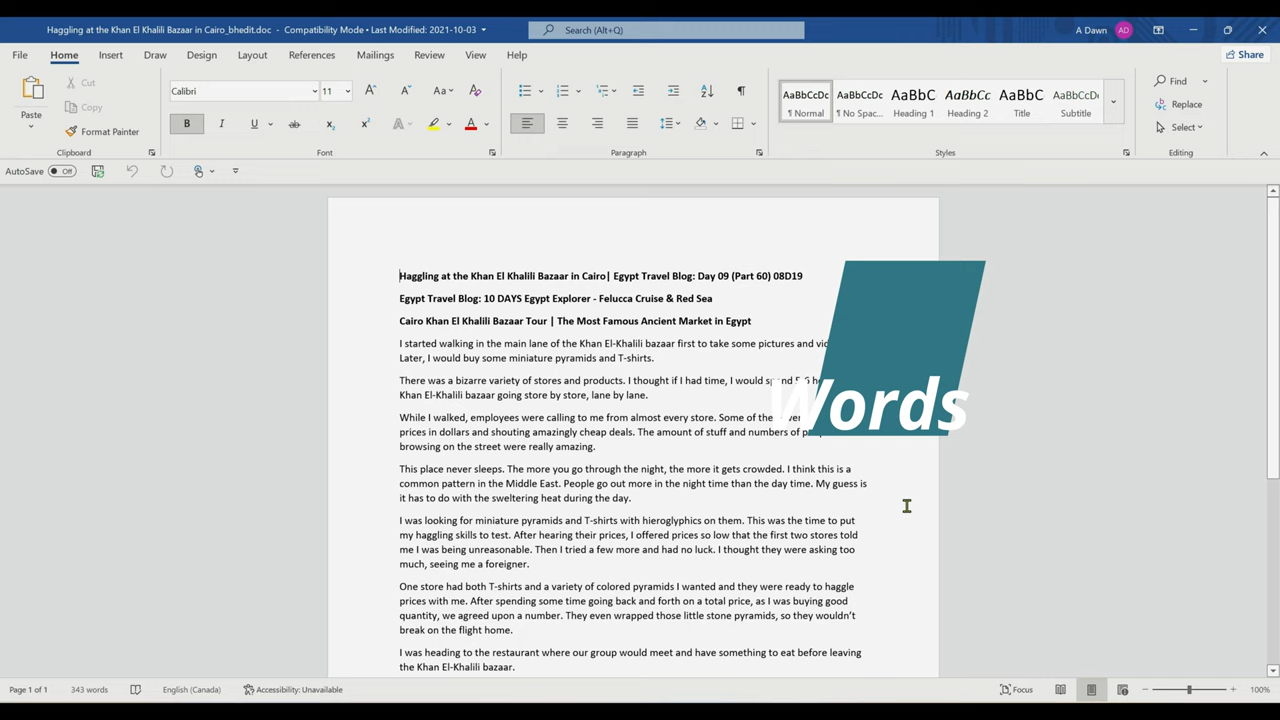 Haggling at the Khan El Khalili Bazaar in Cairo_bhedit.doc - Compatibility Mode • Last Modified: 2021-10-03
Search (Alt+Q)
A Dawn AD
File Home Insert Draw Design Layout References Mailings Review View Help
Share
Paste
Cut
Copy
Format Painter
Clipboard
Calibri 11
Font
Paragraph
AaBbCcDc AaBbCcDc AaBbC AaBbCc AaBbC AaBbCcDc
¶ Normal ¶ No Spac... Heading 1 Heading 2 Title Subtitle
Styles
Find
Replace
Select
Editing
AutoSave Off
Haggling at the Khan El Khalili Bazaar in Cairo| Egypt Travel Blog: Day 09 (Part 60) 08D19
Egypt Travel Blog: 10 DAYS Egypt Explorer - Felucca Cruise & Red Sea
Cairo Khan El Khalili Bazaar Tour | The Most Famous Ancient Market in Egypt
I started walking in the main lane of the Khan El-Khalili bazaar first to take some pictures and
Later, I would buy some miniature pyramids and T-shirts.
There was a bizarre variety of stores and products. I thought if I had time, I would
Khan El-Khalili bazaar going store by store, lane by lane.
While I walked, employees were calling to me from almost every store. Some of
prices in dollars and shouting amazingly cheap deals. The amount of stuff and numbers of
browsing on the street were really amazing.
This place never sleeps. The more you go through the night, the more it gets crowded. I think this is a
common pattern in the Middle East. People go out more in the night time than the day time. My guess is
it has to do with the sweltering heat during the day.
I was looking for miniature pyramids and T-shirts with hieroglyphics on them. This was the time to put
my haggling skills to test. After hearing their prices, I offered prices so low that the first two stores told
me I was being unreasonable. Then I tried a few more and had no luck. I thought they were asking too
much, seeing me a foreigner.
One store had both T-shirts and a variety of colored pyramids I wanted and they were ready to haggle
prices with me. After spending some time going back and forth on a total price, as I was buying good
quantity, we agreed upon a number. They even wrapped those little stone pyramids, so they wouldn't
break on the flight home.
I was heading to the restaurant where our group would meet and have something to eat before leaving
the Khan El-Khalili bazaar.
Words
Page 1 of 1 343 words English (Canada) Accessibility: Unavailable Focus 100%